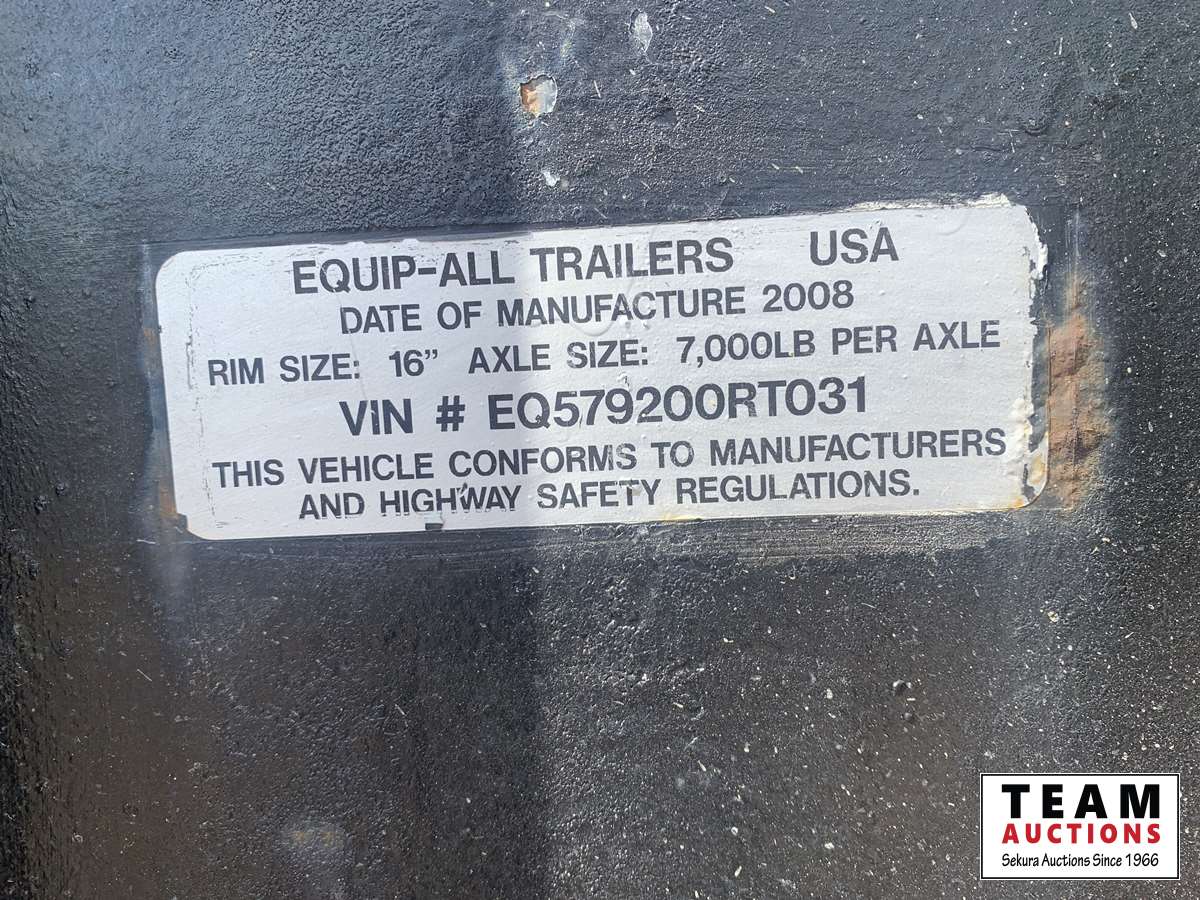 EQUIP-ALL TRAILERS USA
DATE OF MANUFACTURE 2008
RIM SIZE: 16" AXLE SIZE: 7,000LB PER AXLE
VIN # EQ579200RT031
THIS VEHICLE CONFORMS TO MANUFACTURERS
AND HIGHWAY SAFETY REGULATIONS.
TEAM
AUCTIONS
Sekura Auctions Since 1966